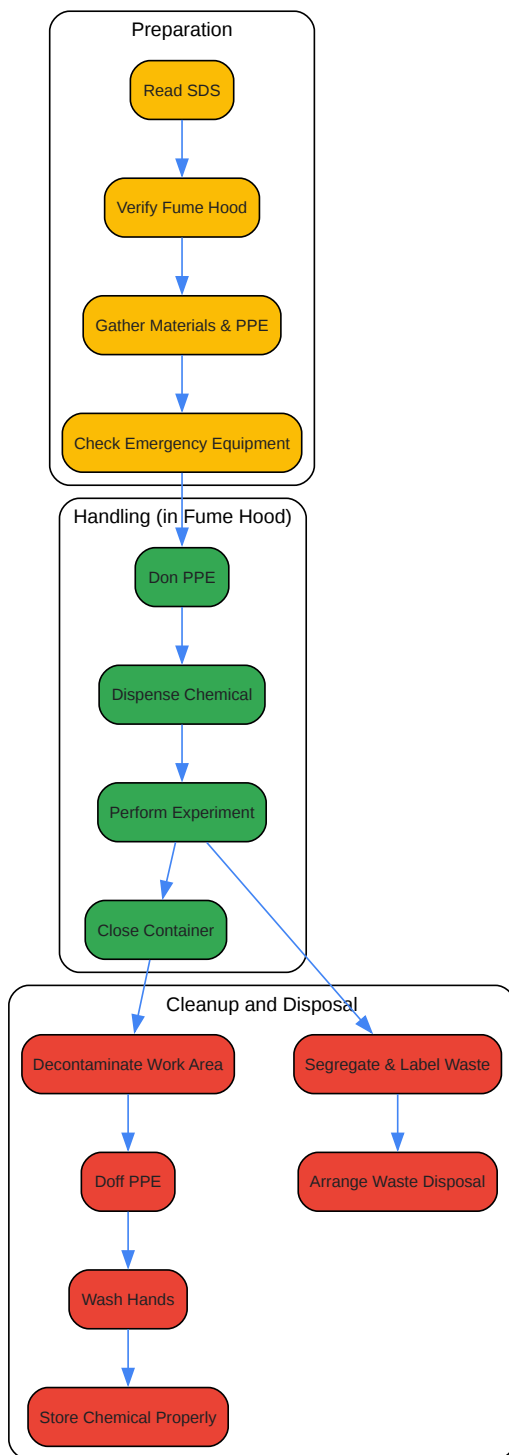 Preparation
Read SDS
Verify Fume Hood
Gather Materials & PPE
Check Emergency Equipment
Handling (in Fume Hood)
Don PPE
Dispense Chemical
Perform Experiment
Close Container
Cleanup and Disposal
Decontaminate Work Area
Segregate & Label Waste
Doff PPE
Arrange Waste Disposal
Wash Hands
Store Chemical Properly